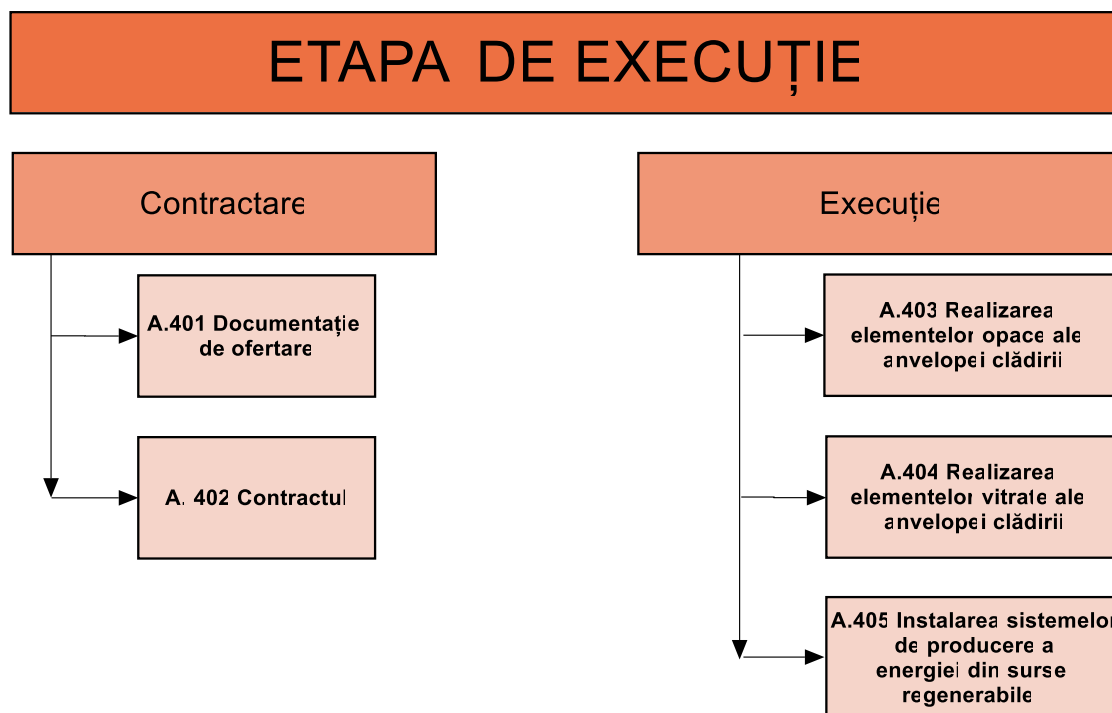 ETAPA DE EXECUȚIE
Contractare
A.401 Documentație
de ofertare
A. 402 Contractul
Execuție
A.403 Realizarea
elementelor opace ale
anvelopei clădirii
A.404 Realizarea
elementelor vitrate ale
anvelopei clădirii
A.405 Instalarea sistemelor
de producere a
energiei din surse
regenerabile